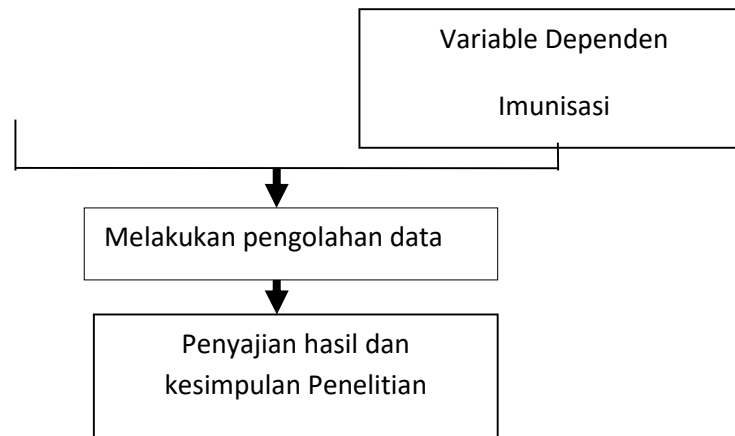 Variable Dependen
Imunisasi
Melakukan pengolahan data
Penyajian hasil dan
kesimpulan Penelitian